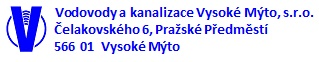 Vodovody a kanalizace Vysoké Mýto, s.r.o.
Čelakovského 6, Pražské Předměstí
566 01 Vysoké Mýto